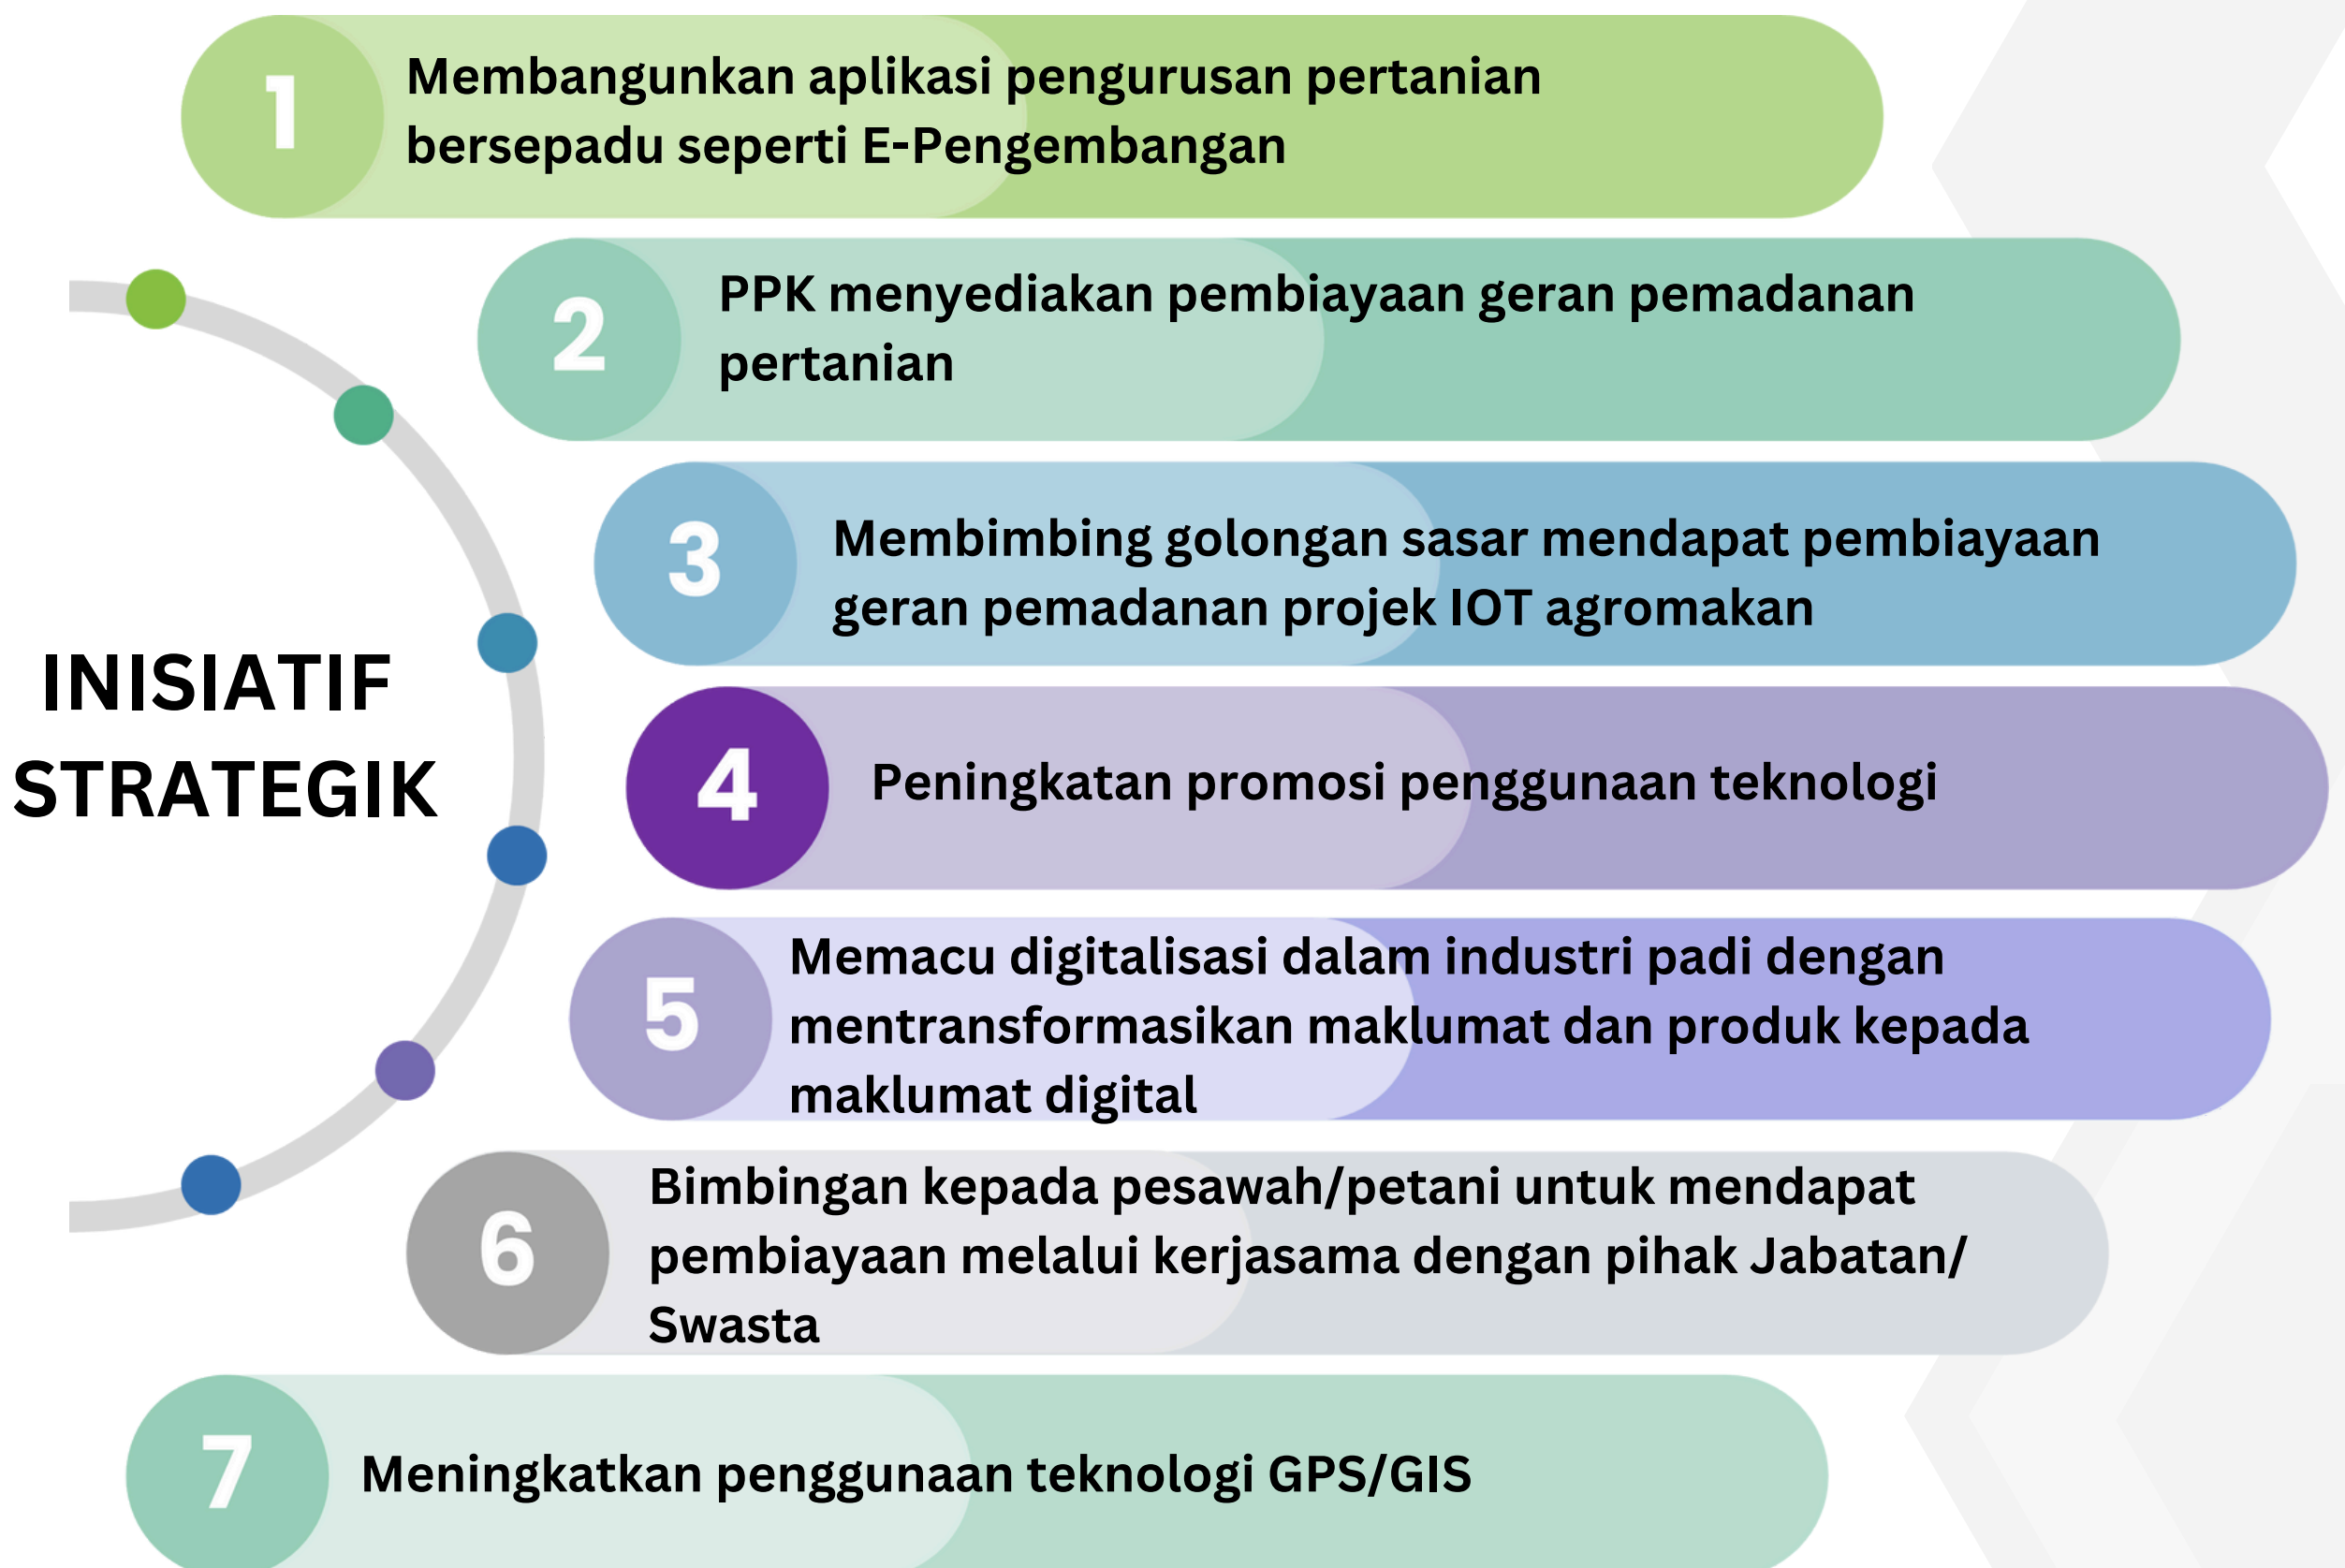 1
Membangunkan aplikasi pengurusan pertanian
bersepadu seperti E-Pengembangan
2
PPK menyediakan pembiayaan geran pemadanan
pertanian
3
Membimbing golongan sasar mendapat pembiayaan
geran pemadanan projek IOT agromakan
INISIATIF
STRATEGIK
4
Peningkatan promosi penggunaan teknologi
5
Memacu digitalisasi dalam industri padi dengan
mentransformasikan maklumat dan produk kepada
maklumat digital
6
Bimbingan kepada pesawah/petani untuk mendapat
pembiayaan melalui kerjasama dengan pihak Jabatan/
Swasta
7
Meningkatkan penggunaan teknologi GPS/GIS